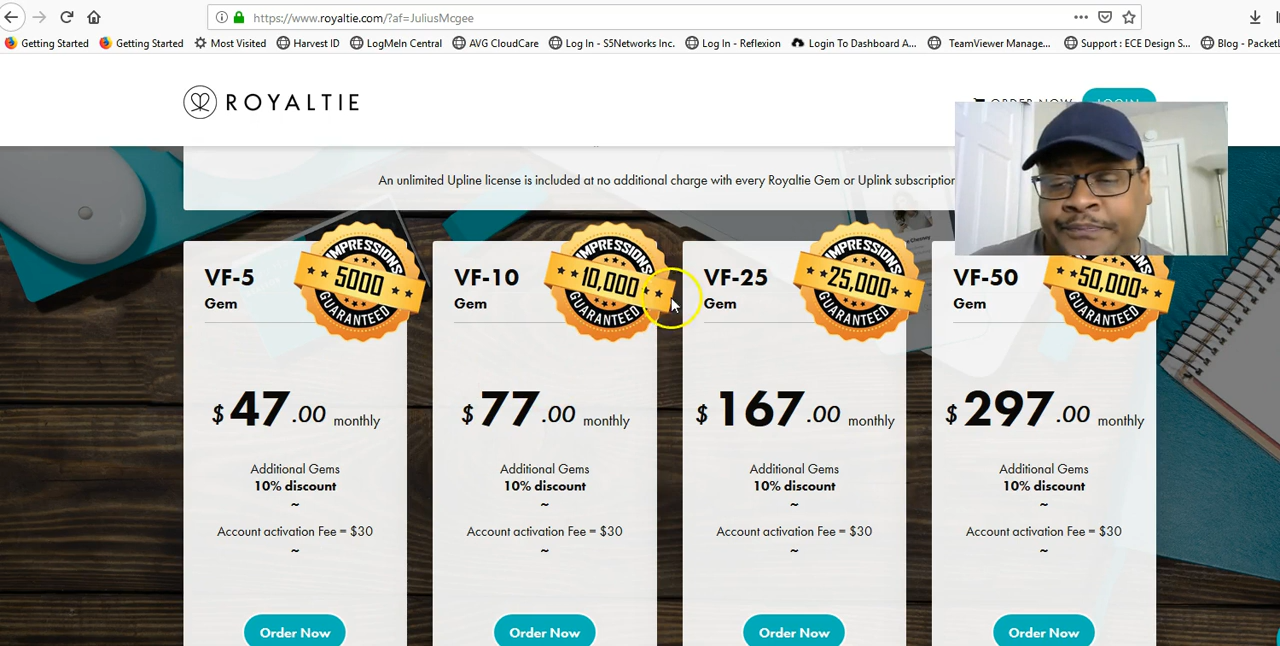 https://www.royaltie.com/?af=JuliusMcgee
Getting Started
Getting Started
Most Visited
Harvest ID
LogMeIn Central
AVG CloudCare
Log In - S5Networks Inc.
Log In - Reflexion
Login To Dashboard A...
TeamViewer Manage...
Support : ECE Design S...
Blog - PacketL
ROYALTIE
ORDER NOW
LOGIN
An unlimited Upline license is included at no additional charge with every Royaltie Gem or Uplink subscription
VF-5
Gem
IMPRESSIONS
5000
GUARANTEED
$47.00 monthly
Additional Gems
10% discount
~
Account activation Fee = $30
~
Order Now
VF-10
Gem
IMPRESSIONS
10,000
GUARANTEED
$77.00 monthly
Additional Gems
10% discount
~
Account activation Fee = $30
~
Order Now
VF-25
Gem
IMPRESSIONS
25,000
GUARANTEED
$167.00 monthly
Additional Gems
10% discount
~
Account activation Fee = $30
~
Order Now
VF-50
Gem
50,000
GUARANTEED
$297.00 monthly
Additional Gems
10% discount
~
Account activation Fee = $30
~
Order Now